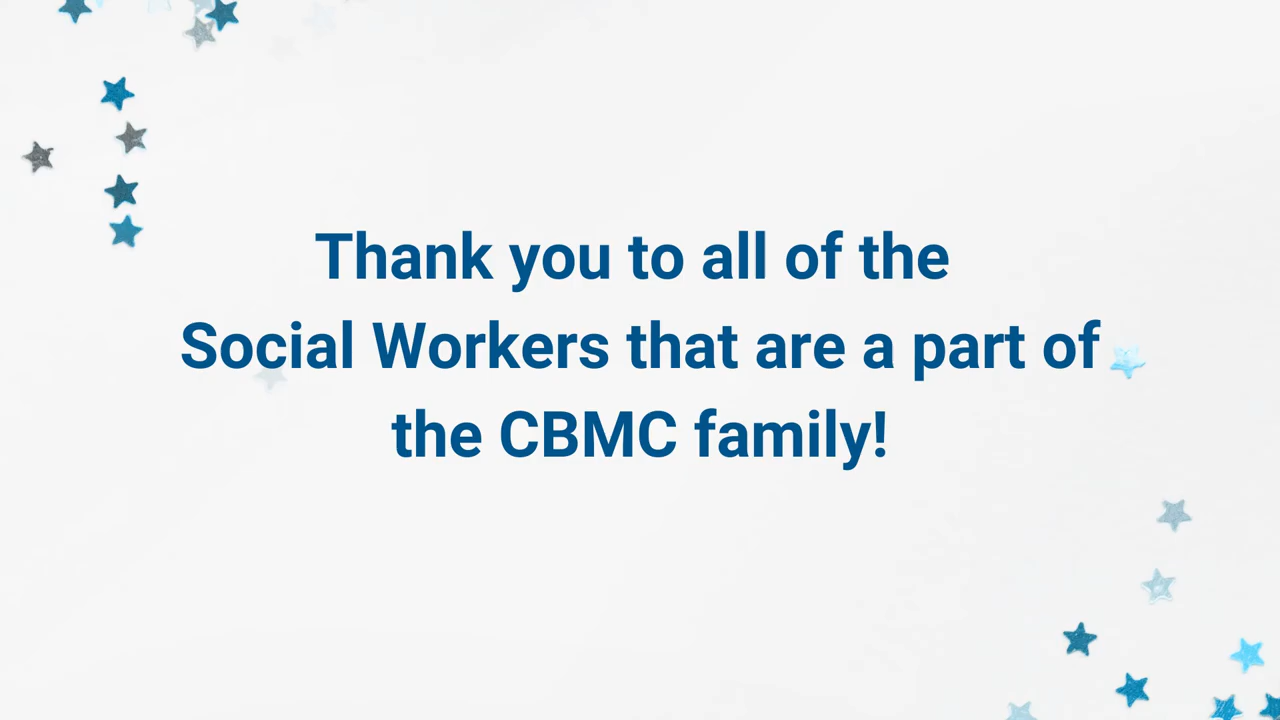 Thank you to all of the
Social Workers that are a part of
the CBMC family!